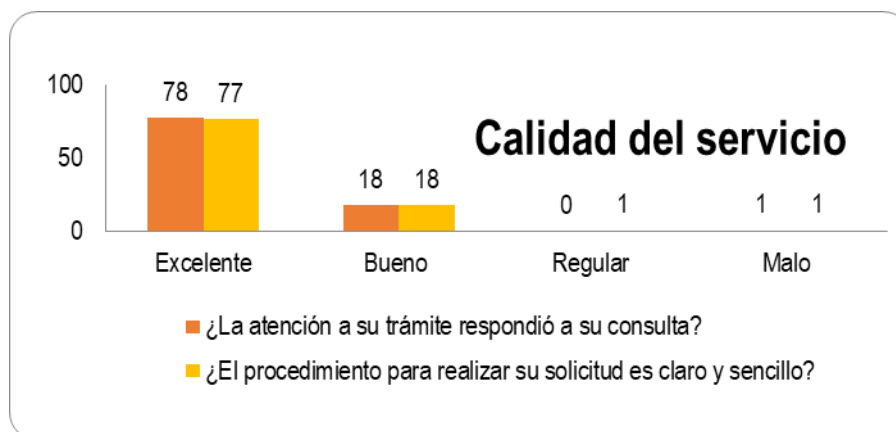 Calidad del servicio
100
50
0
78 77
18 18
0 1
1 1
Excelente Bueno Regular Malo
¿La atención a su trámite respondió a su consulta?
¿El procedimiento para realizar su solicitud es claro y sencillo?